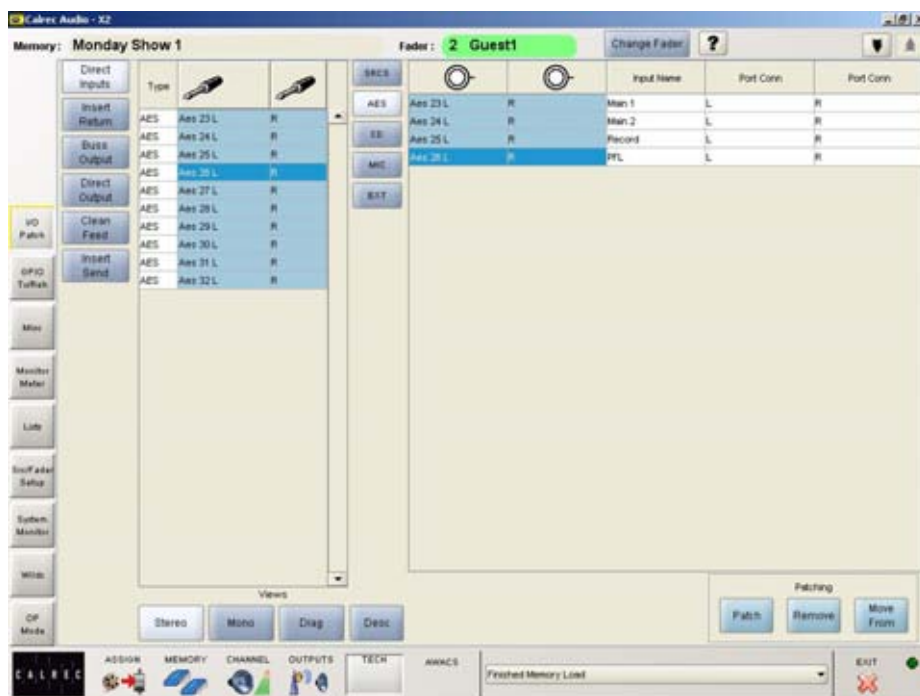 Calrec Audio - X2
Memory: Monday Show 1
Fader: 2 Guest1
Change Fader
?
Direct Inputs
Insert Return
Buss Output
Direct Output
Clean Feed
Insert Send
I/O Patch
GPIO Tx/Reh
Misc
Monitor Meter
Lists
Src/Fader Setup
System Monitor
Wilds
OP Mode
Type
AES Aes 23 L R
AES Aes 24 L R
AES Aes 25 L R
AES Aes 26 L R
AES Aes 27 L R
AES Aes 28 L R
AES Aes 29 L R
AES Aes 30 L R
AES Aes 31 L R
AES Aes 32 L R
SRCS
AES
MIC
EXT
Input Name Port Conn Port Conn
Aes 23 L R Main 1 L R
Aes 24 L R Main 2 L R
Aes 25 L R Record L R
Aes 26 L R PFL L R
Views
Stereo
Mono
Diag
Desc
Patching
Patch
Remove
Move From
CALREC
ASSIGN
MEMORY
CHANNEL
OUTPUTS
TECH
AWACS
Finished Memory Load
EXIT